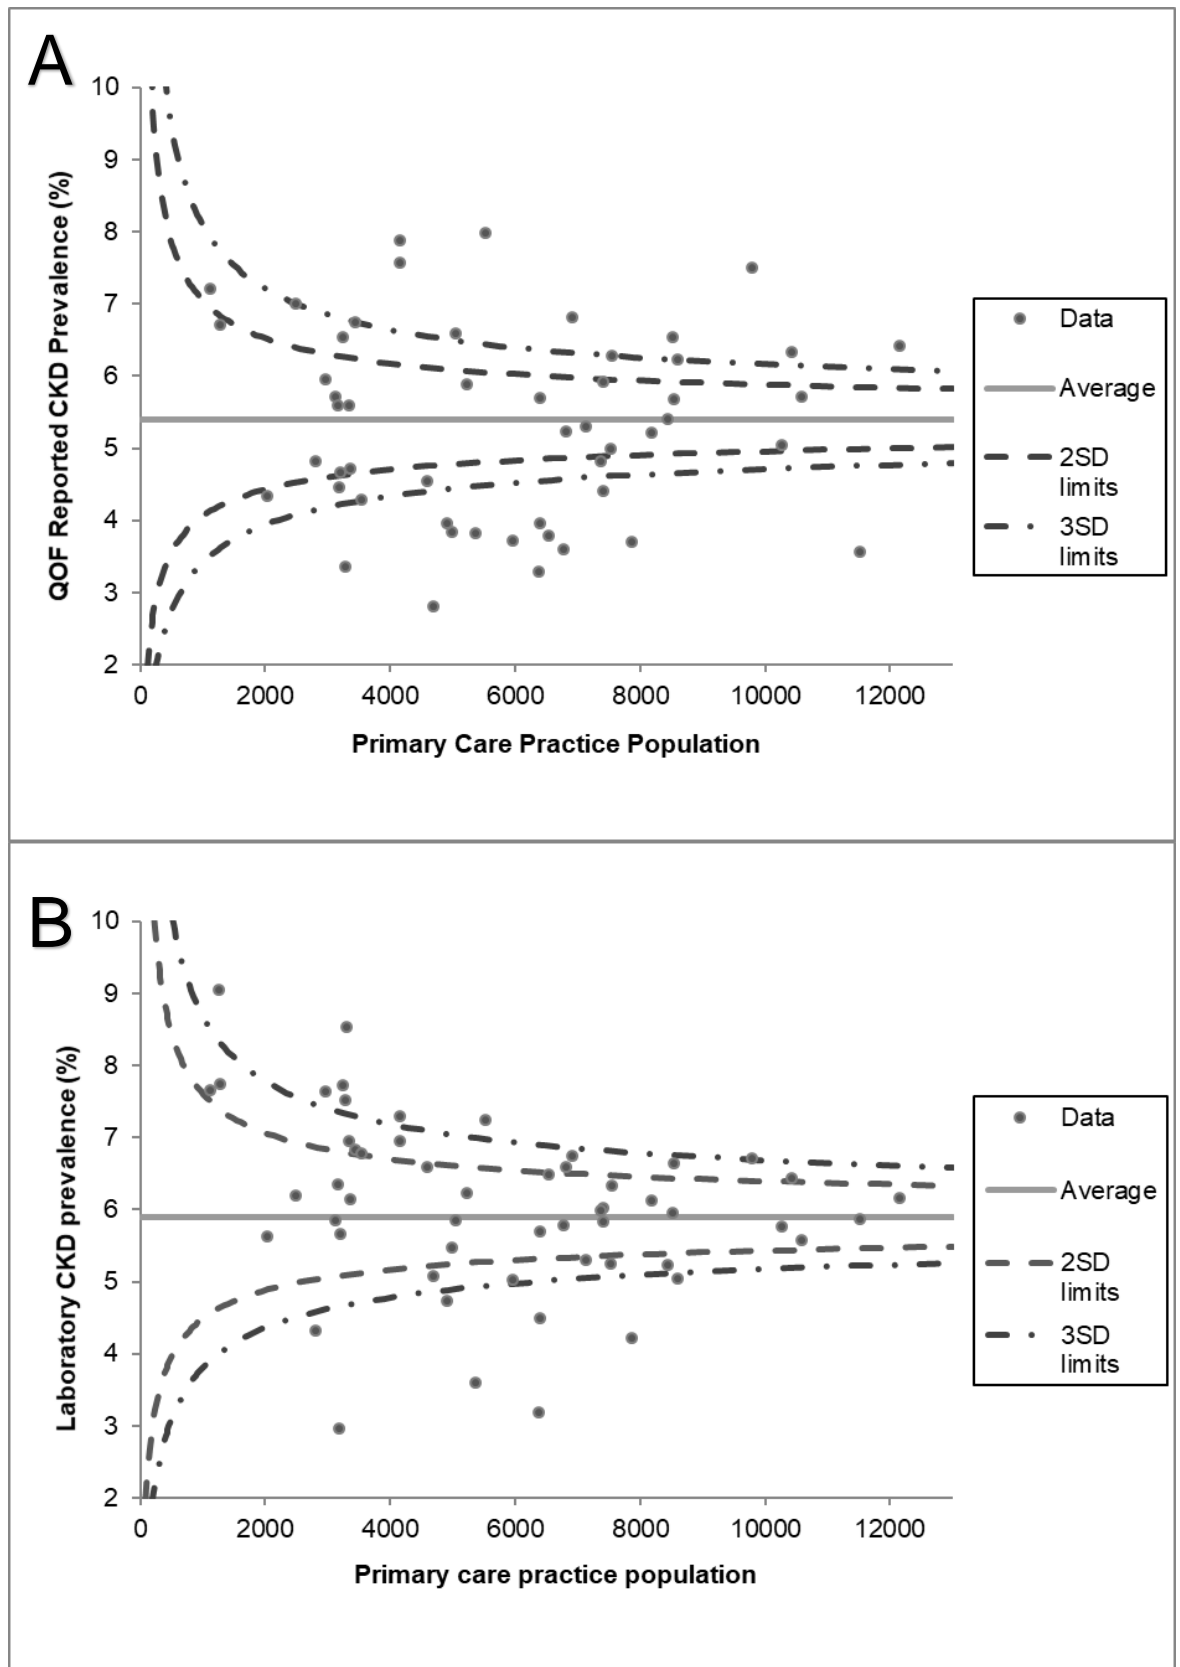 A
10
9
8
7
6
5
4
3
2
QOF Reported CKD Prevalence (%)
0 2000 4000 6000 8000 10000 12000
Primary Care Practice Population
Data
Average
2SD
limits
3SD
limits
B
10
9
8
7
6
5
4
3
2
Laboratory CKD prevalence (%)
0 2000 4000 6000 8000 10000 12000
Primary care practice population
Data
Average
2SD
limits
3SD
limits